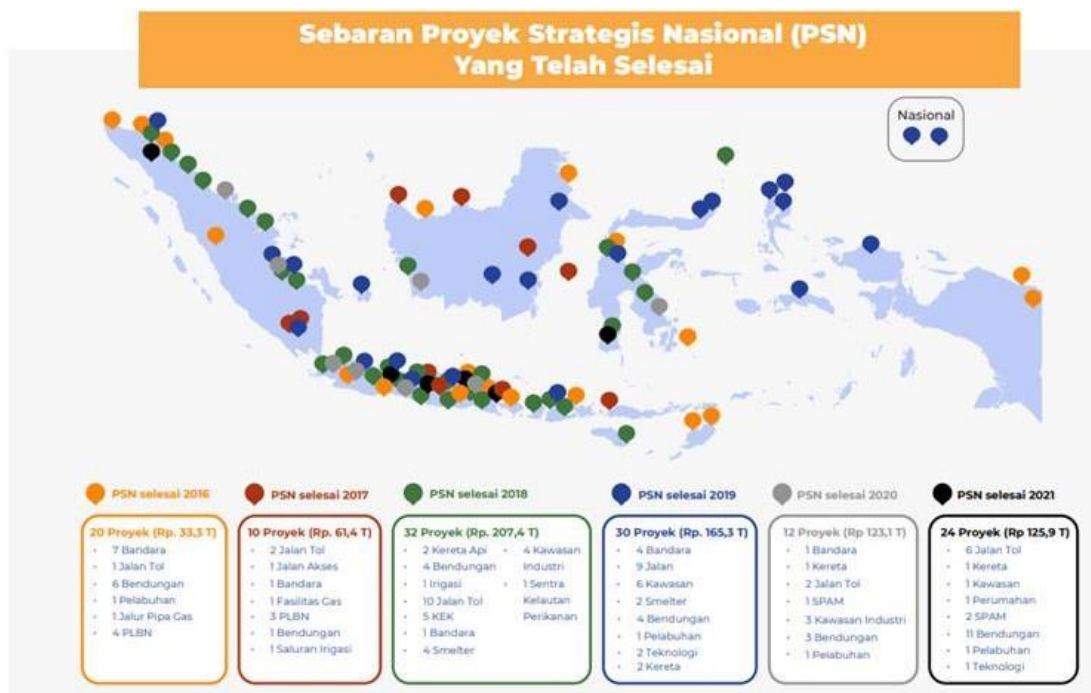 Sebaran Proyek Strategis Nasional (PSN)
Yang Telah Selesai
Nasional
PSN selesai 2016
20 Proyek (Rp. 33,3 T)
7 Bandara
1 Jalan Tol
6 Bendungan
1 Pelabuhan
1 Jalur Pipa Gas
4 PLBN
PSN selesai 2017
10 Proyek (Rp. 61,4 T)
2 Jalan Tol
1 Jalan Akses
1 Bandara
1 Fasilitas Gas
3 PLBN
1 Bendungan
1 Saluran Irigasi
PSN selesai 2018
32 Proyek (Rp. 207,4 T)
2 Kereta Api
4 Bendungan
1 Irigasi
10 Jalan Tol
5 KEK
1 Bandara
4 Smelter
4 Kawasan
Industri
1 Sentra
Kelautan
Perikanan
PSN selesai 2019
30 Proyek (Rp. 165,3 T)
4 Bandara
9 Jalan
6 Kawasan
2 Smelter
4 Bendungan
1 Pelabuhan
2 Teknologi
2 Kereta
PSN selesai 2020
12 Proyek (Rp 123,1 T)
1 Bandara
1 Kereta
2 Jalan Tol
1 SPAM
3 Kawasan Industri
3 Bendungan
1 Pelabuhan
PSN selesai 2021
24 Proyek (Rp 125,9 T)
6 Jalan Tol
1 Kereta
1 Kawasan
1 Perumahan
2 SPAM
11 Bendungan
1 Pelabuhan
1 Teknologi